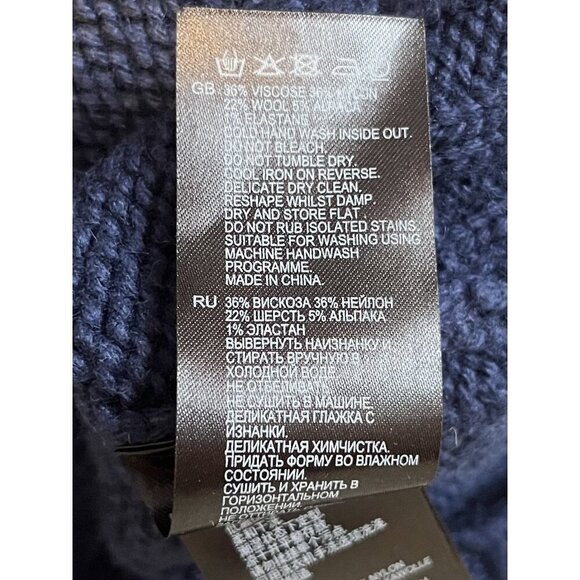 GB 36% VISCOSE 36% NYLON
22% WOOL 5% ALPACA
1% ELASTANE
COLD HAND WASH INSIDE OUT.
DO NOT BLEACH.
DO NOT TUMBLE DRY.
COOL IRON ON REVERSE.
DELICATE DRY CLEAN.
RESHAPE WHILST DAMP.
DRY AND STORE FLAT.
DO NOT RUB ISOLATED STAINS.
SUITABLE FOR WASHING USING
MACHINE HANDWASH
PROGRAMME.
MADE IN CHINA.
RU 36% ВИСКОЗА 36% НЕЙЛОН
22% ШЕРСТЬ 5% АЛЬПАКА
1% ЭЛАСТАН
ВЫВЕРНУТЬ НАИЗНАНКУ И
СТИРАТЬ ВРУЧНУЮ В
ХОЛОДНОЙ ВОДЕ.
НЕ ОТБЕЛИВАТЬ.
НЕ СУШИТЬ В МАШИНЕ.
ДЕЛИКАТНАЯ ГЛАЖКА С
ИЗНАНКИ.
ДЕЛИКАТНАЯ ХИМЧИСТКА.
ПРИДАТЬ ФОРМУ ВО ВЛАЖНОМ
СОСТОЯНИИ.
СУШИТЬ И ХРАНИТЬ В
ГОРИЗОНТАЛЬНОМ
ПОЛОЖЕНИИ.
НЕ ОТТИРАТЬ
NYLON
WOLLE